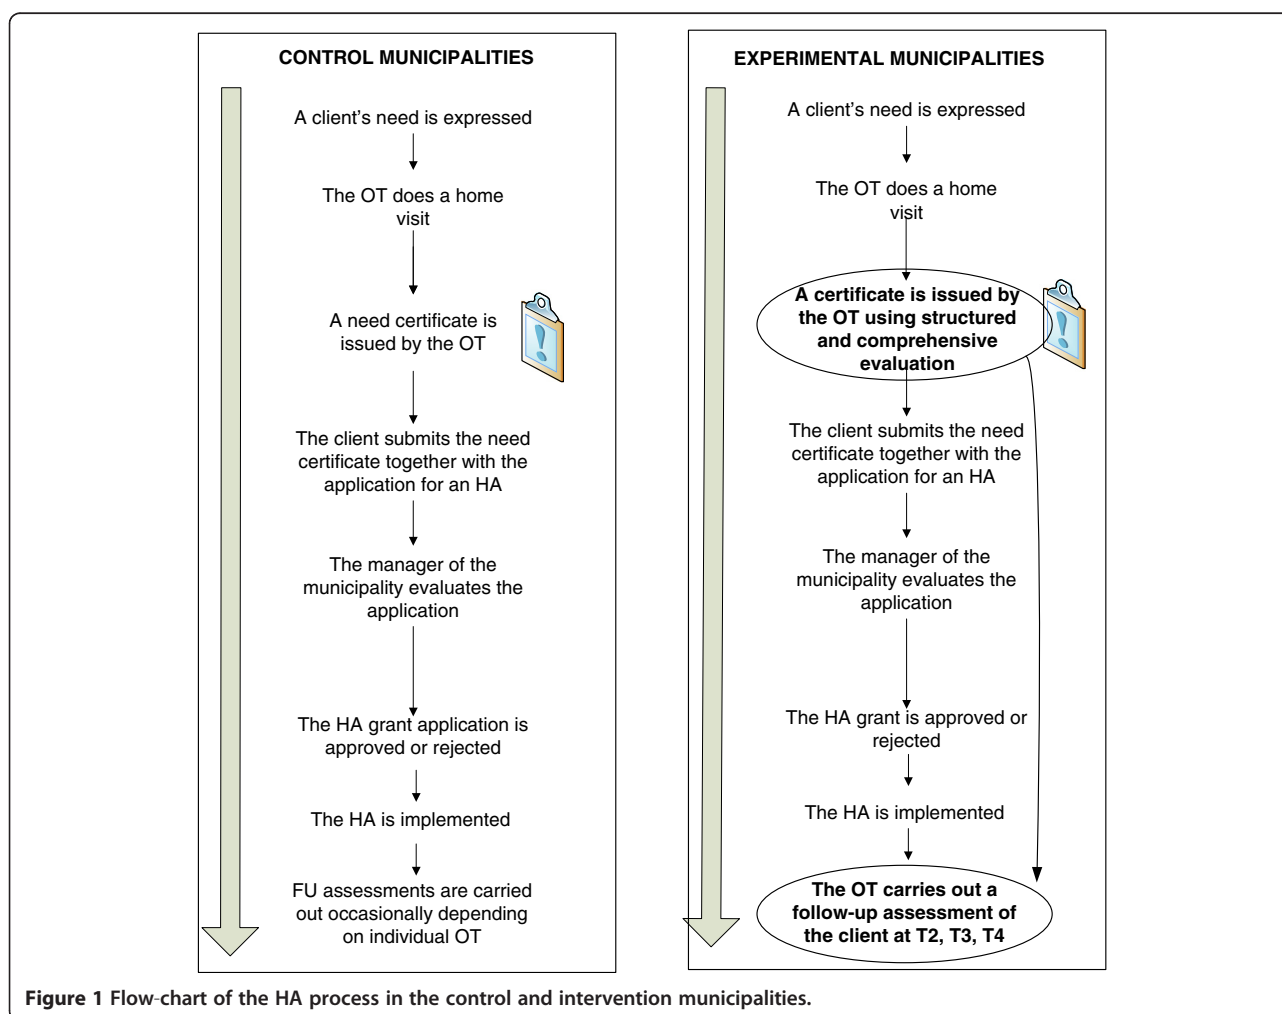 CONTROL MUNICIPALITIES
A client's need is expressed
The OT does a home
visit
A need certificate is
issued by the OT
The client submits the need
certificate together with the
application for an HA
The manager of the
municipality evaluates the
application
The HA grant application is
approved or rejected
The HA is implemented
FU assessments are carried
out occasionally depending
on individual OT
EXPERIMENTAL MUNICIPALITIES
A client's need is expressed
The OT does a home
visit
A certificate is issued by
the OT using structured
and comprehensive
evaluation
The client submits the need
certificate together with the
application for an HA
The manager of the
municipality evaluates the
application
The HA grant is approved or
rejected
The HA is implemented
The OT carries out a
follow-up assessment of
the client at T2, T3, T4
Figure 1 Flow-chart of the HA process in the control and intervention municipalities.